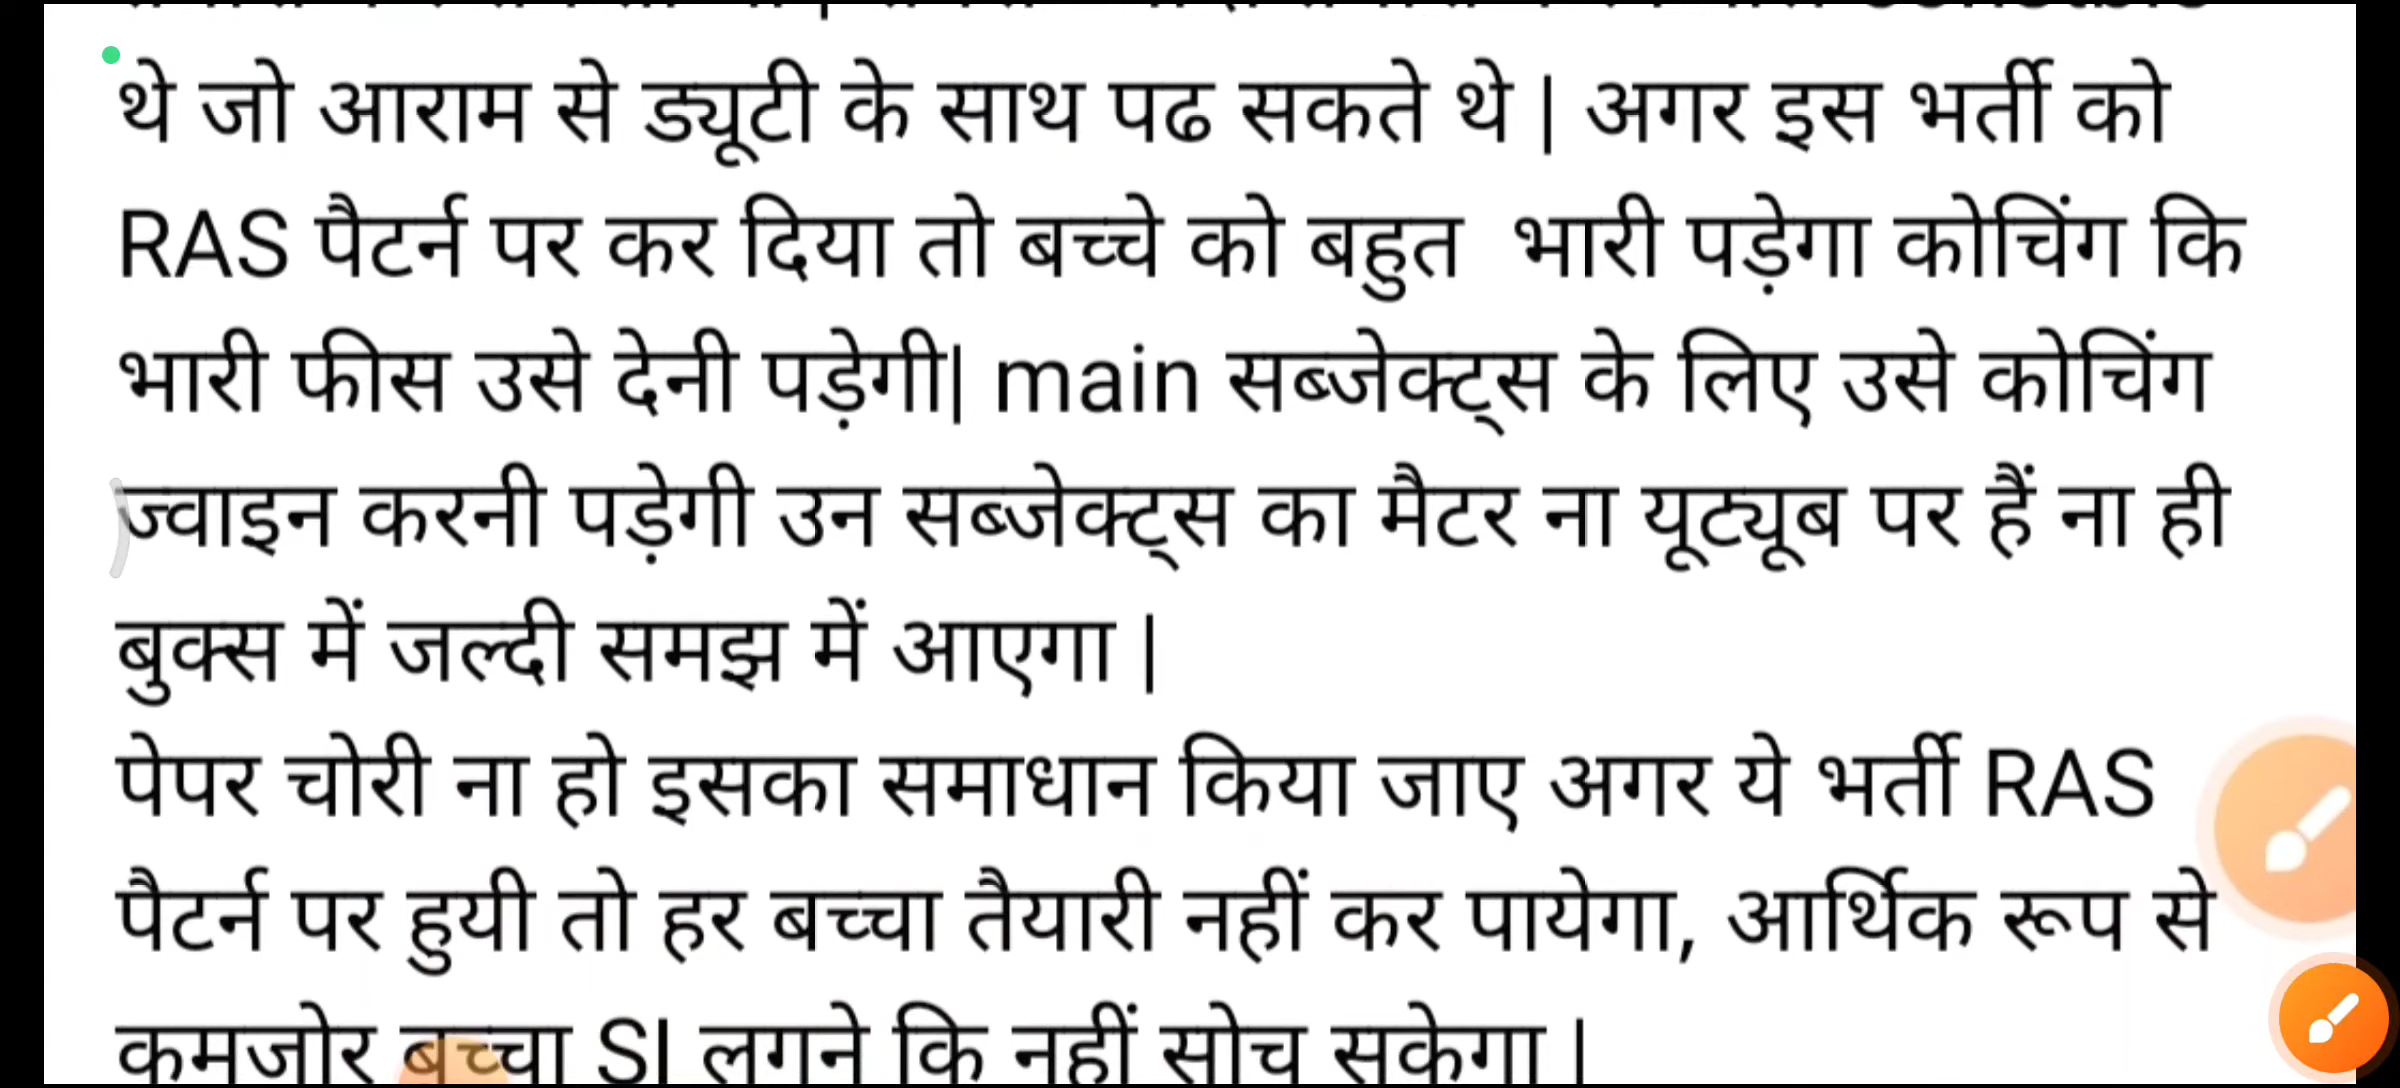 थे जो आराम से ड्यूटी के साथ पढ सकते थे | अगर इस भर्ती को
RAS पैटर्न पर कर दिया तो बच्चे को बहुत भारी पड़ेगा कोचिंग कि
भारी फीस उसे देनी पड़ेगी| main सब्जेक्ट्स के लिए उसे कोचिंग
ज्वाइन करनी पड़ेगी उन सब्जेक्ट्स का मैटर ना यूट्यूब पर हैं ना ही
बुक्स में जल्दी समझ में आएगा |
पेपर चोरी ना हो इसका समाधान किया जाए अगर ये भर्ती RAS
पैटर्न पर हुयी तो हर बच्चा तैयारी नहीं कर पायेगा, आर्थिक रूप से
कमजोर बच्चा SI लगने कि नहीं सोच सकेगा |